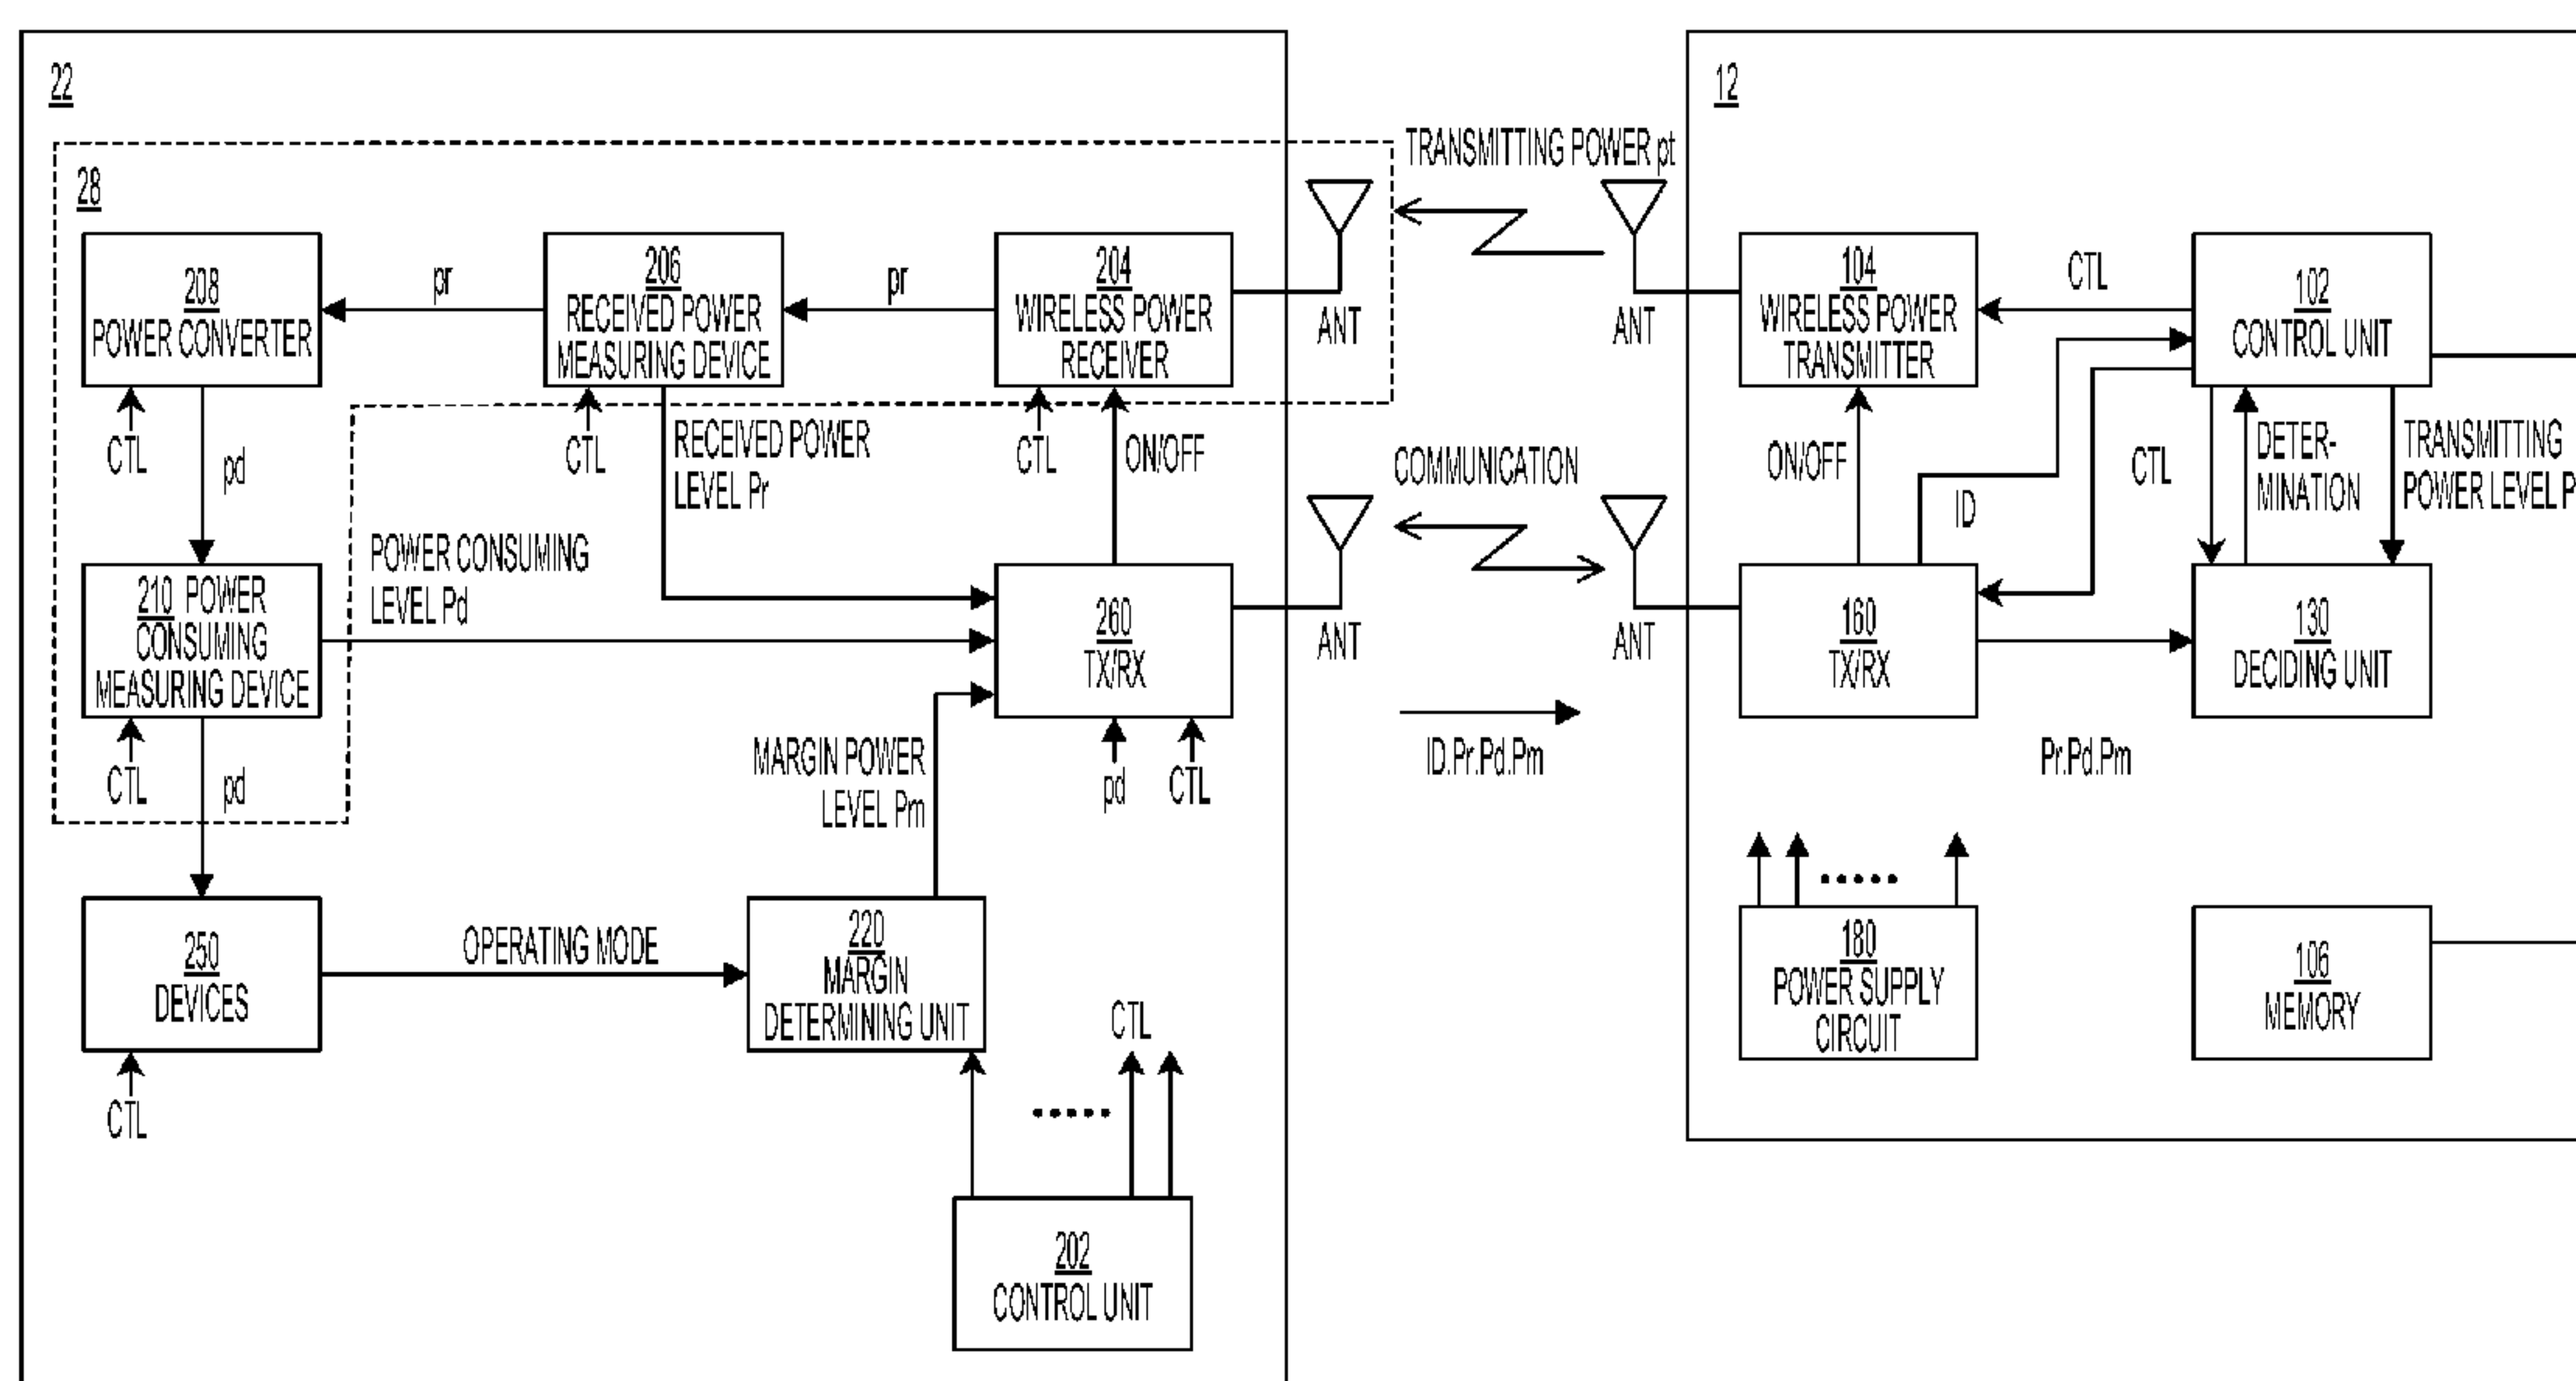 22
12
28
TRANSMITTING POWER pt
208
POWER CONVERTER
pr
206
RECEIVED POWER
MEASURING DEVICE
pr
204
WIRELESS POWER
RECEIVER
ANT
ANT
104
WIRELESS POWER
TRANSMITTER
CTL
102
CONTROL UNIT
CTL
pd
CTL
RECEIVED POWER
LEVEL Pr
CTL
ON/OFF
COMMUNICATION
ON/OFF
ID
CTL
DETER-
MINATION
TRANSMITTING
POWER LEVEL P
POWER CONSUMING
LEVEL Pd
210 POWER
CONSUMING
MEASURING DEVICE
260
TX/RX
ANT
ANT
160
TX/RX
130
DECIDING UNIT
CTL
pd
MARGIN POWER
LEVEL Pm
pd
CTL
ID.Pr.Pd.Pm
Pr.Pd.Pm
250
DEVICES
OPERATING MODE
220
MARGIN
DETERMINING UNIT
180
POWER SUPPLY
CIRCUIT
106
MEMORY
CTL
CTL
202
CONTROL UNIT